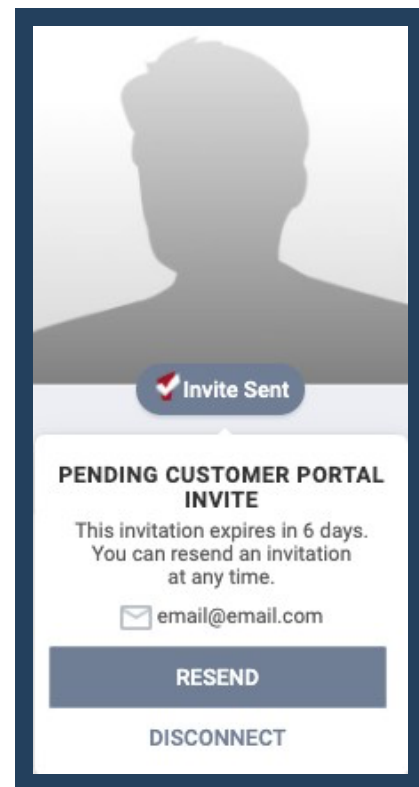 Invite Sent
PENDING CUSTOMER PORTAL
INVITE
This invitation expires in 6 days.
You can resend an invitation
at any time.
email@email.com
RESEND
DISCONNECT